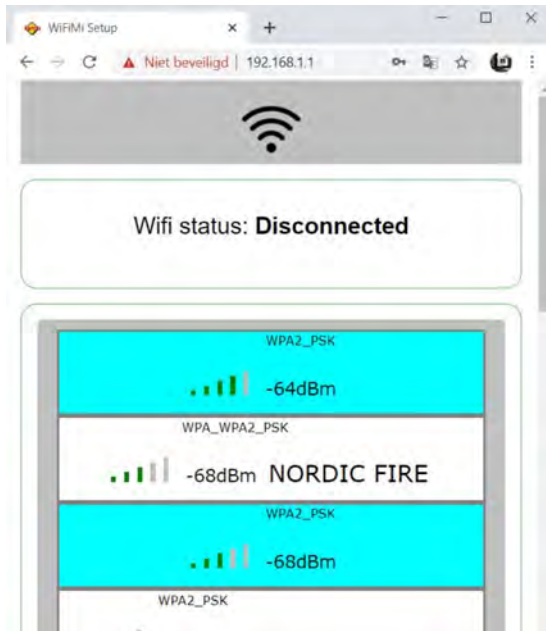 WiFiMi Setup
Niet beveiligd | 192.168.1.1
Wifi status: Disconnected
WPA2_PSK
-64dBm
WPA_WPA2_PSK
-68dBm NORDIC FIRE
WPA2_PSK
-68dBm
WPA2_PSK